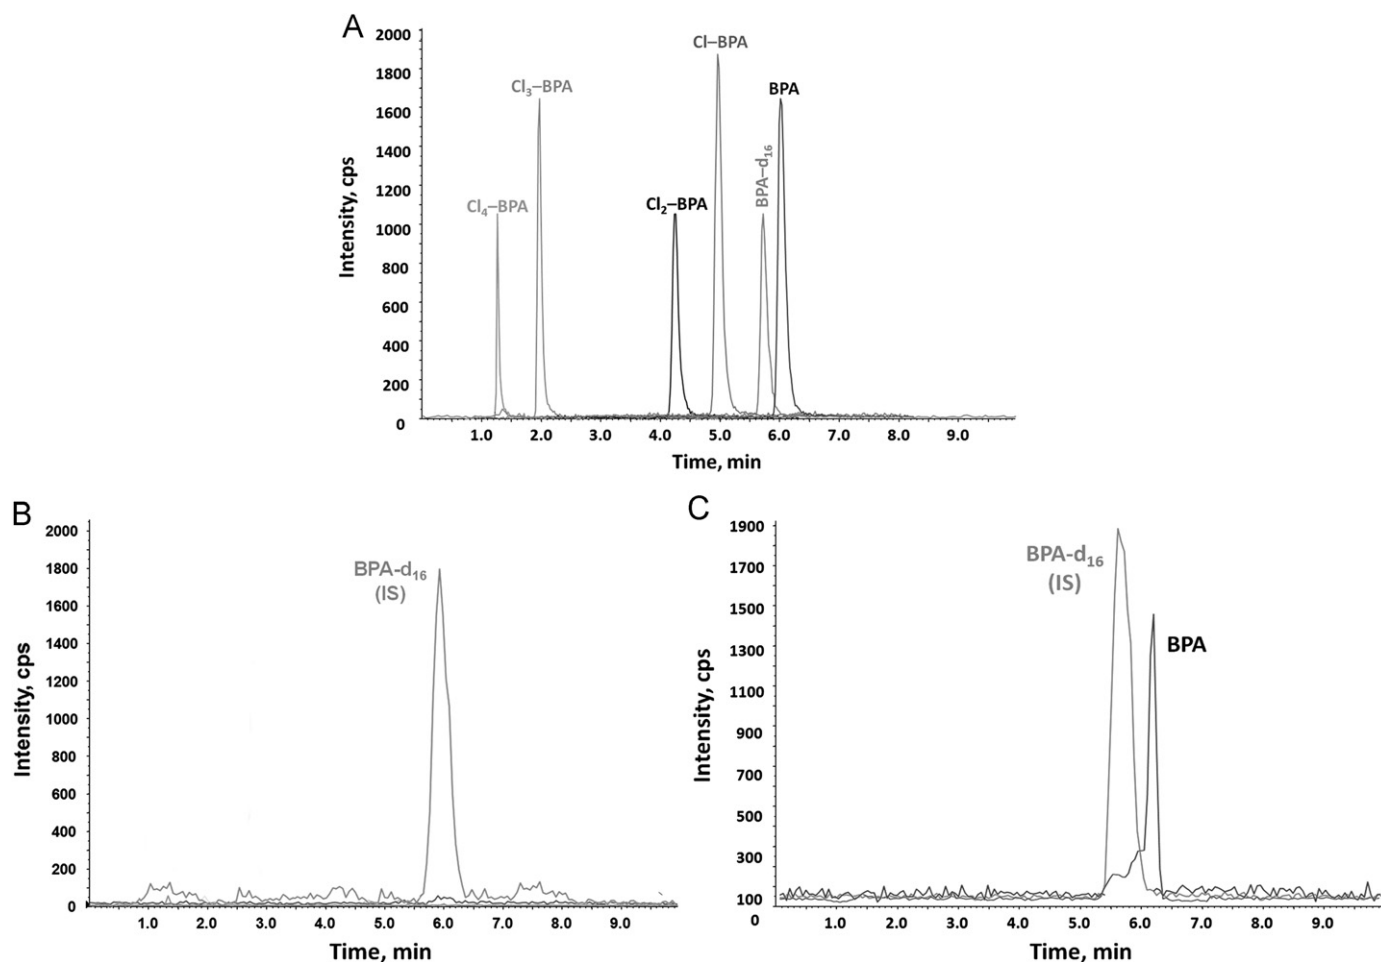 A
2000
1800
1600
1400
1200
1000
800
600
400
200
0
Intensity, cps
Cl4–BPA
Cl3–BPA
Cl2–BPA
Cl–BPA
BPA–d16
BPA
1.0 2.0 3.0 4.0 5.0 6.0 7.0 8.0 9.0
Time, min
B
2000
1800
1600
1400
1200
1000
800
600
400
200
0
Intensity, cps
BPA-d16
(IS)
1.0 2.0 3.0 4.0 5.0 6.0 7.0 8.0 9.0
Time, min
C
1900
1700
1500
1300
1100
900
700
500
300
100
0
Intensity, cps
BPA-d16
(IS)
BPA
1.0 2.0 3.0 4.0 5.0 6.0 7.0 8.0 9.0
Time, min